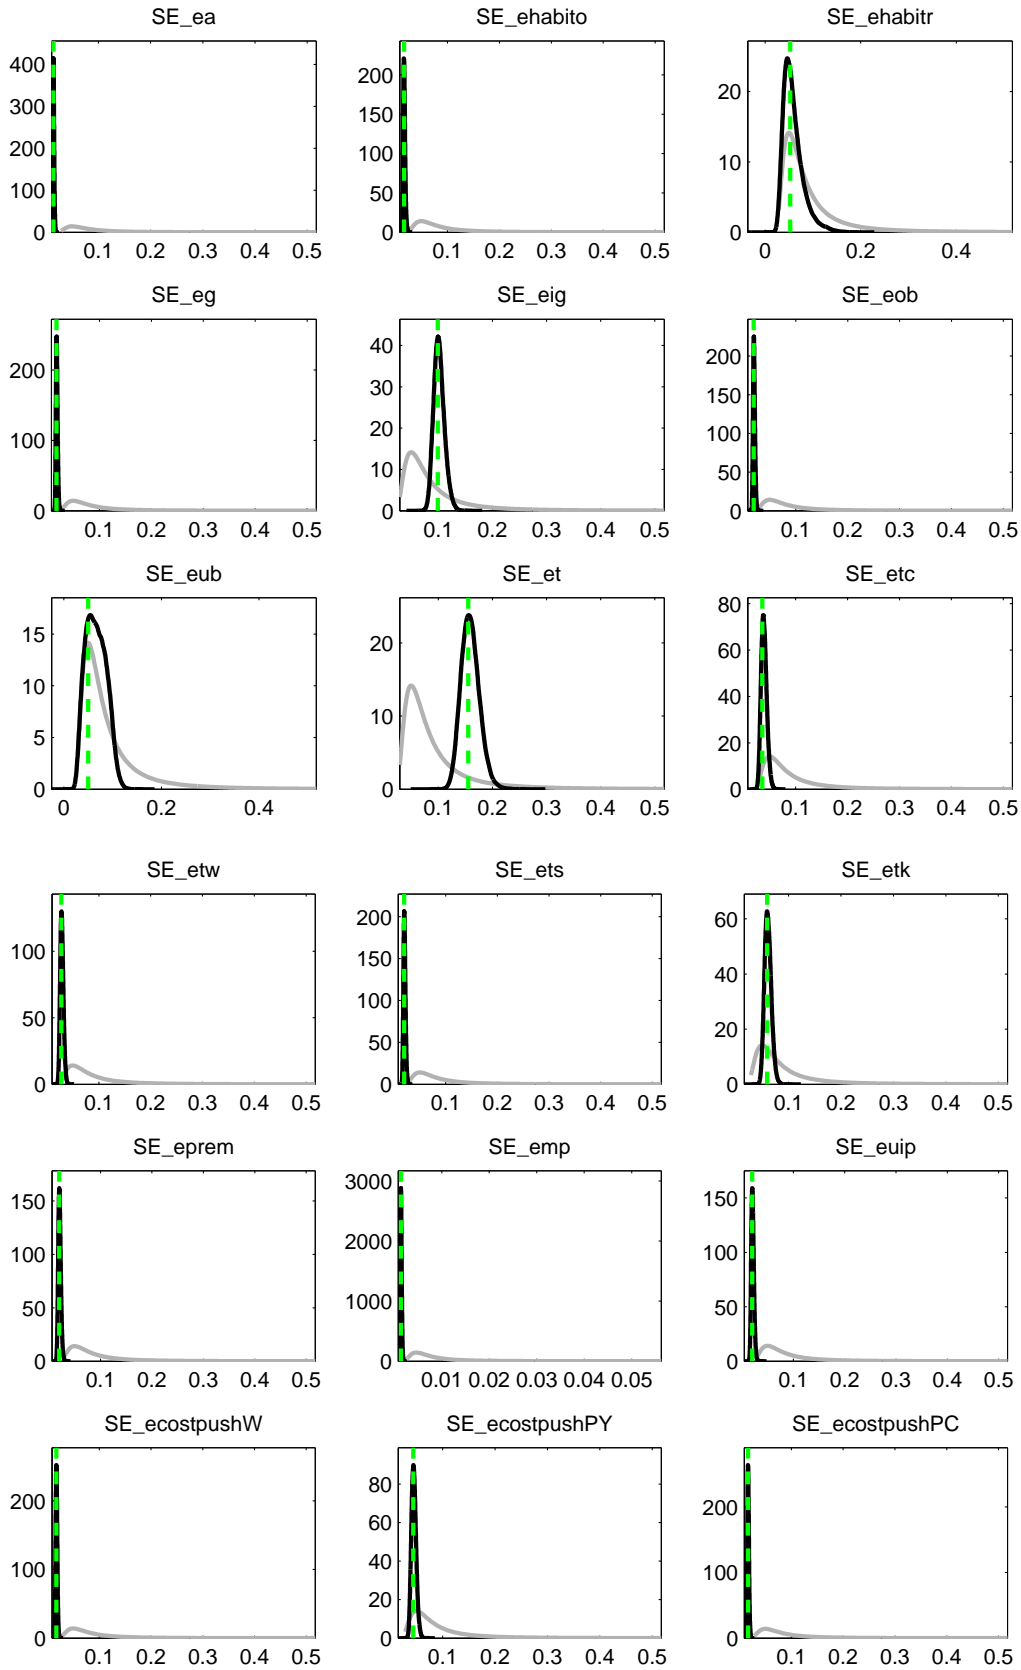 SE_ea
SE_ehabito
SE_ehabitr
400
300
200
100
0
0.1 0.2 0.3 0.4 0.5
200
150
100
50
0
0.1 0.2 0.3 0.4 0.5
20
10
0
0 0.2 0.4
SE_eg
SE_eig
SE_eob
200
100
0
0.1 0.2 0.3 0.4 0.5
40
30
20
10
0
0.1 0.2 0.3 0.4 0.5
200
150
100
50
0
0.1 0.2 0.3 0.4 0.5
SE_eub
SE_et
SE_etc
15
10
5
0
0 0.2 0.4
20
10
0
0.1 0.2 0.3 0.4 0.5
80
60
40
20
0
0.1 0.2 0.3 0.4 0.5
SE_etw
SE_ets
SE_etk
100
50
0
0.1 0.2 0.3 0.4 0.5
200
150
100
50
0
0.1 0.2 0.3 0.4 0.5
60
40
20
0
0.1 0.2 0.3 0.4 0.5
SE_eprem
SE_emp
SE_euip
150
100
50
0
0.1 0.2 0.3 0.4 0.5
3000
2000
1000
0
0.01 0.02 0.03 0.04 0.05
150
100
50
0
0.1 0.2 0.3 0.4 0.5
SE_ecostpushW
SE_ecostpushPY
SE_ecostpushPC
200
100
0
0.1 0.2 0.3 0.4 0.5
80
60
40
20
0
0.1 0.2 0.3 0.4 0.5
200
100
0
0.1 0.2 0.3 0.4 0.5